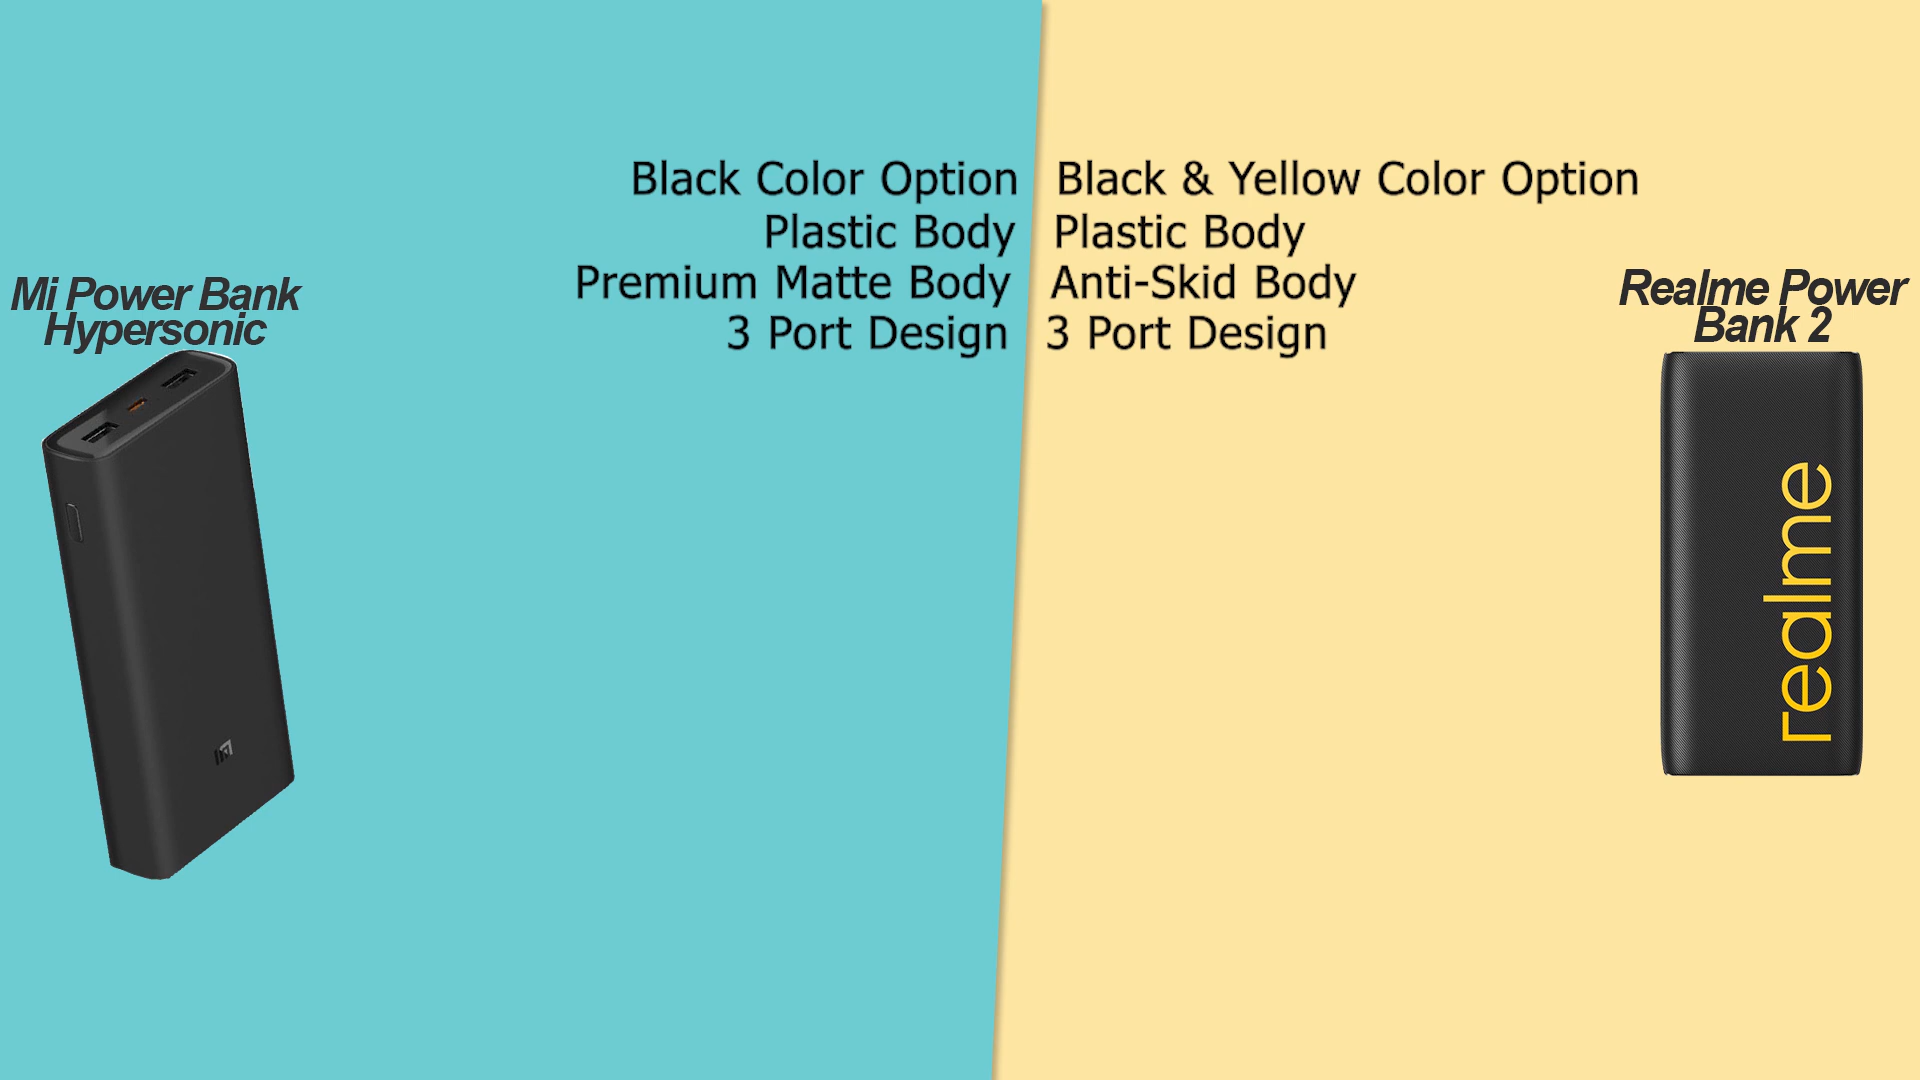 Mi Power Bank
Hypersonic
Black Color Option
Plastic Body
Premium Matte Body
3 Port Design
Black & Yellow Color Option
Plastic Body
Anti-Skid Body
3 Port Design
Realme Power
Bank 2
realme